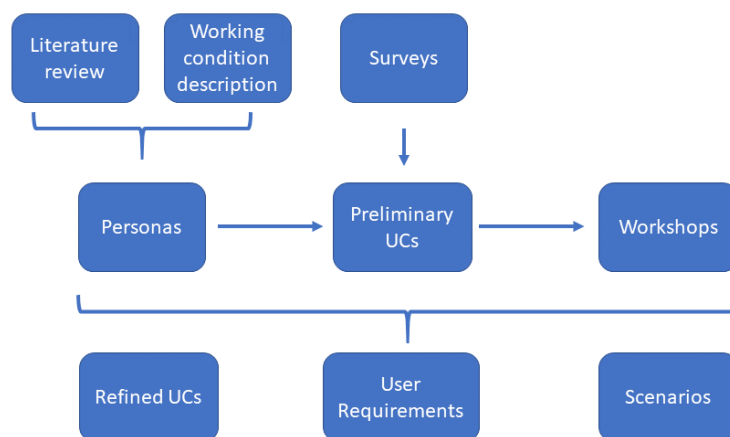 Literature
review
Working
condition
description
Surveys
Personas
Preliminary
UCs
Workshops
Refined UCs
User
Requirements
Scenarios